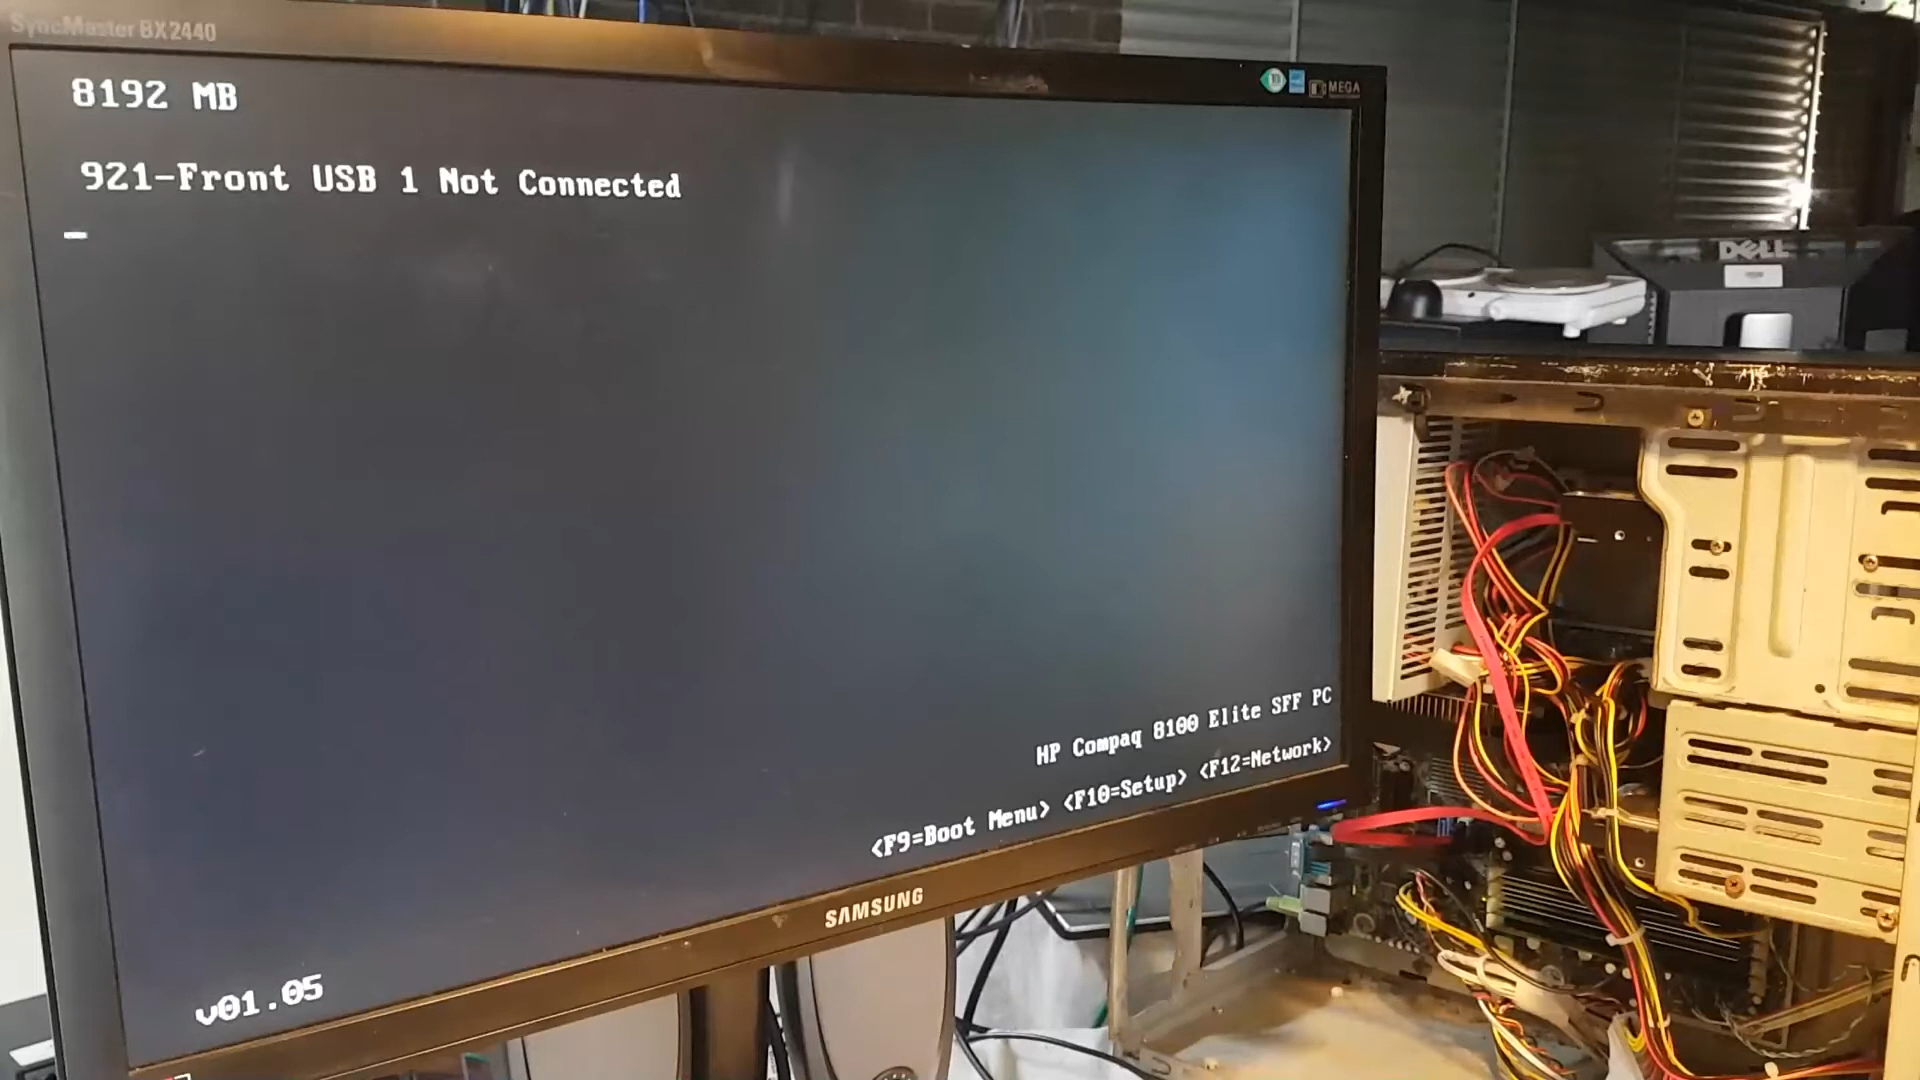 SyncMaster BX2440
MEGA
8192 MB
921-Front USB 1 Not Connected
DELL
HP Compaq 8100 Elite SFF PC
<F9=Boot Menu> <F10=Setup> <F12=Network>
SAMSUNG
v01.05